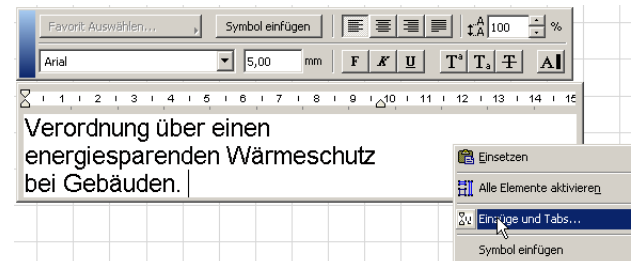 Favorit Auswählen...
Symbol einfügen
A A 100 %
Arial
5,00 mm F K U Tª Tₐ T A
1 2 3 4 5 6 7 8 9 10 11 12 13 14 15
Verordnung über einen
energiesparenden Wärmeschutz
bei Gebäuden.
Einsetzen
Alle Elemente aktivieren
Einzüge und Tabs...
Symbol einfügen